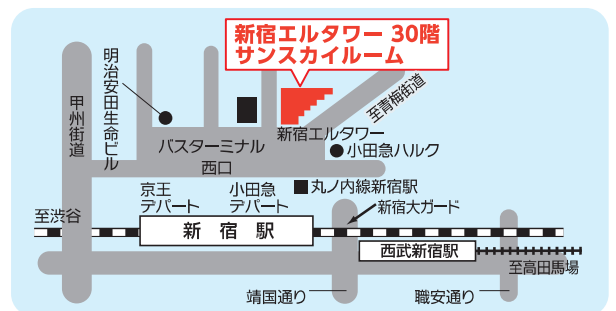 新宿エルタワー 30階
サンスカイルーム
明治安田生命ビル
甲州街道
至青梅街道
新宿エルタワー
バスターミナル
小田急ハルク
西口
京王
デパート
小田急
デパート
丸ノ内線新宿駅
至渋谷
新宿大ガード
新宿駅
西武新宿駅
至高田馬場
靖国通り
職安通り